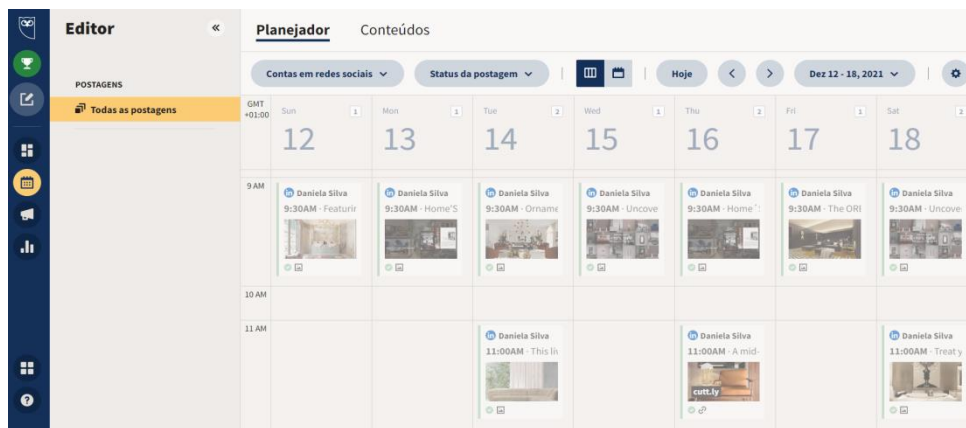 Editor «
Planejador Conteúdos
Contas em redes sociais Status da postagem Hoje Dez 12 - 18, 2021
POSTAGENS
Todas as postagens
GMT +01:00
Sun 1 Mon 1 Tue 2 Wed 1 Thu 2 Fri 1 Sat 2
12 13 14 15 16 17 18
9 AM
Daniela Silva Daniela Silva Daniela Silva Daniela Silva Daniela Silva Daniela Silva Daniela Silva
9:30AM · Featurin 9:30AM · Home'S 9:30AM · Orname 9:30AM · Uncove 9:30AM · Home' 9:30AM · The ORI 9:30AM · Uncove
10 AM
11 AM
Daniela Silva Daniela Silva Daniela Silva
11:00AM · This liv 11:00AM · A mid- 11:00AM · Treat y
cutt.ly